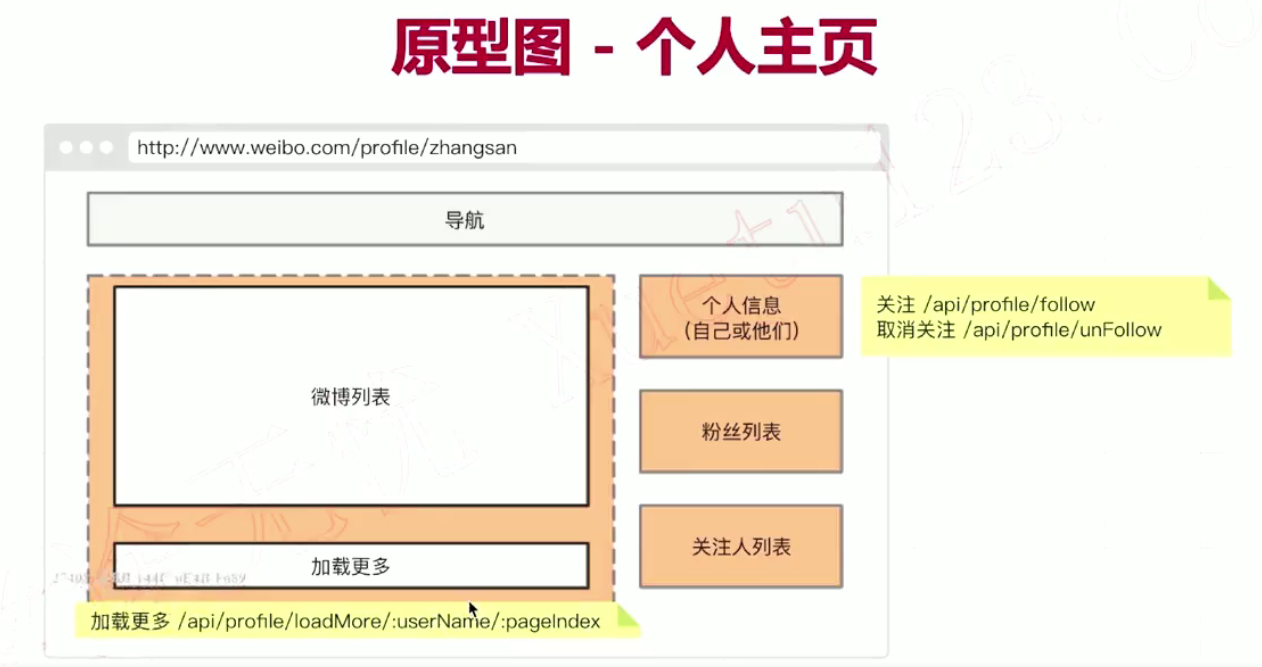 原型图 - 个人主页
http://www.weibo.com/profile/zhangsan
导航
微博列表
加载更多
加载更多 /api/profile/loadMore/:userName/:pageIndex
个人信息
（自己或他们）
粉丝列表
关注人列表
关注 /api/profile/follow
取消关注 /api/profile/unFollow